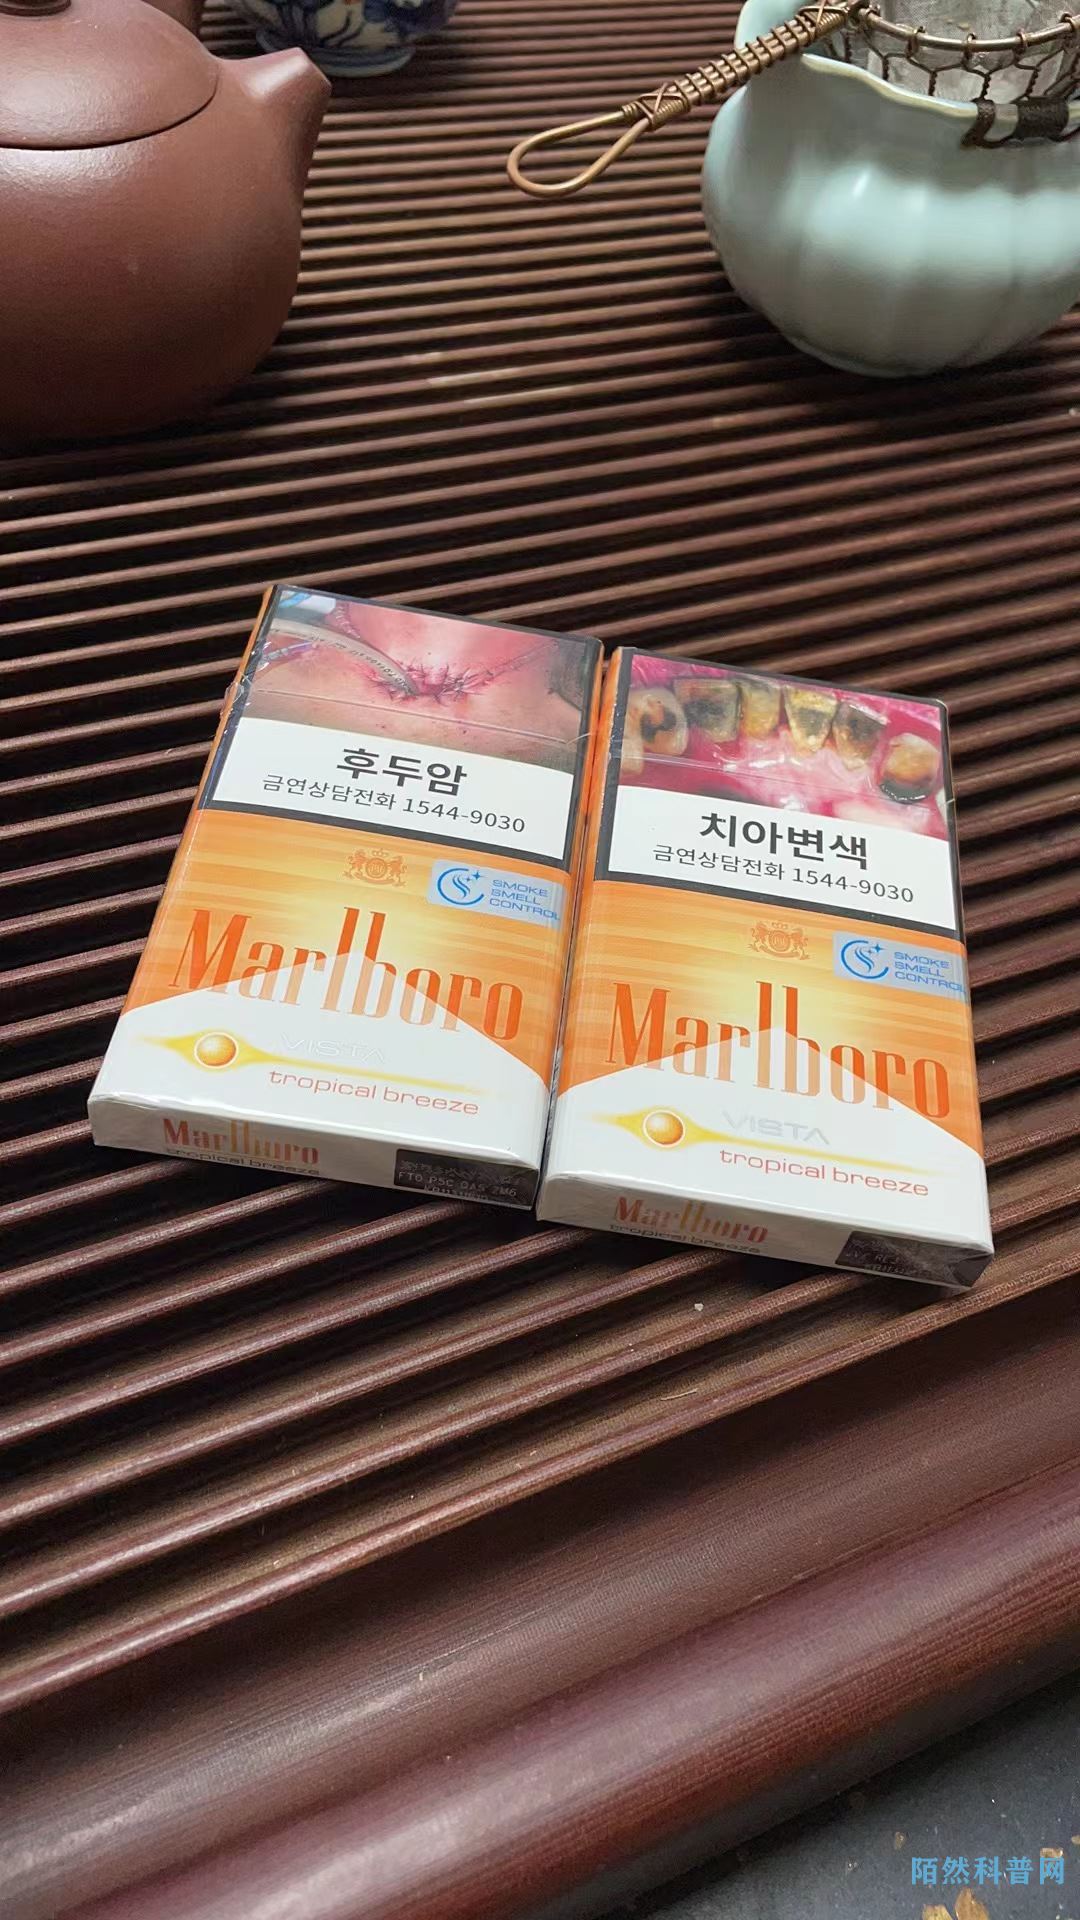 후두암
금연상담전화 1544-9030
SMOKE
SMELL
CONTROL
Marlboro
VISTA
tropical breeze
Marlboro
tropical breeze
치아변색
금연상담전화 1544-9030
SMOKE
SMELL
CONTROL
Marlboro
VISTA
tropical breeze
Marlboro
tropical breeze
陌然科普网